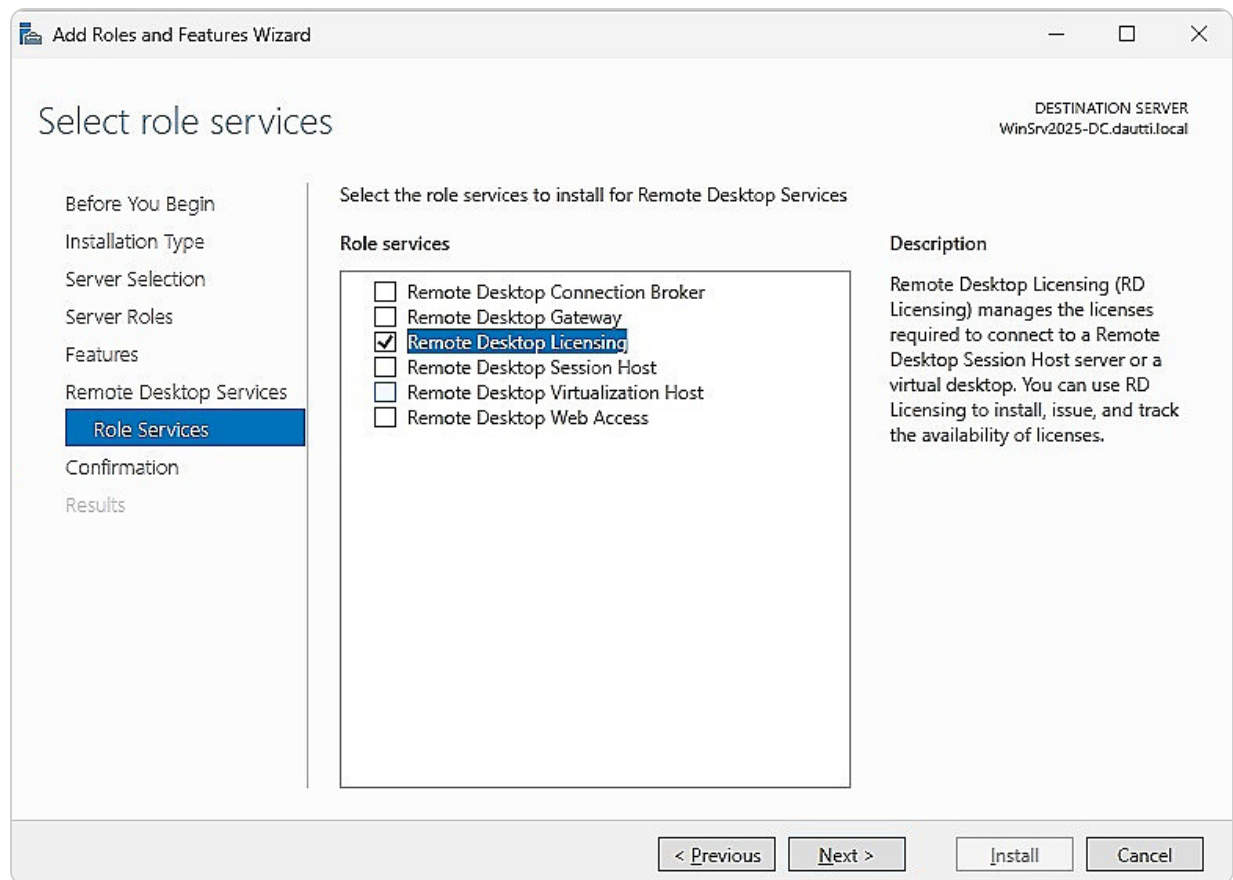 Add Roles and Features Wizard
Select role services
DESTINATION SERVER
WinSrv2025-DC.dautti.local
Before You Begin
Installation Type
Server Selection
Server Roles
Features
Remote Desktop Services
Role Services
Confirmation
Results
Select the role services to install for Remote Desktop Services
Role services
Remote Desktop Connection Broker
Remote Desktop Gateway
Remote Desktop Licensing
Remote Desktop Session Host
Remote Desktop Virtualization Host
Remote Desktop Web Access
Description
Remote Desktop Licensing (RD
Licensing) manages the licenses
required to connect to a Remote
Desktop Session Host server or a
virtual desktop. You can use RD
Licensing to install, issue, and track
the availability of licenses.
< Previous
Next >
Install
Cancel